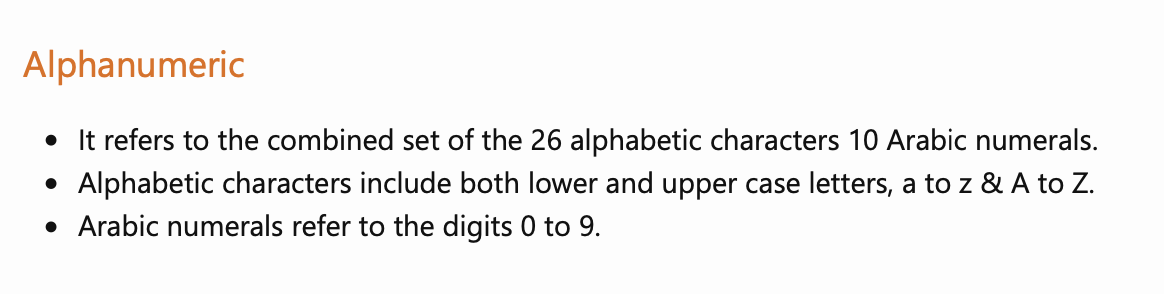 Alphanumeric
• It refers to the combined set of the 26 alphabetic characters 10 Arabic numerals.
• Alphabetic characters include both lower and upper case letters, a to z & A to Z.
• Arabic numerals refer to the digits 0 to 9.